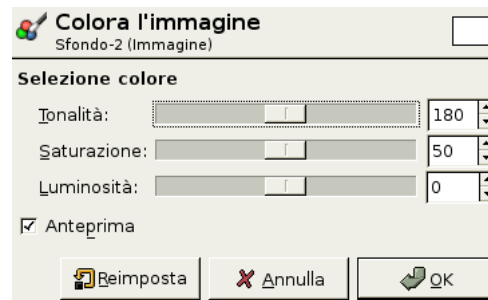 Colora l'immagine
Sfondo-2 (Immagine)
Selezione colore
Tonalità: 180
Saturazione: 50
Luminosità: 0
Anteprima
Reimposta Annulla OK